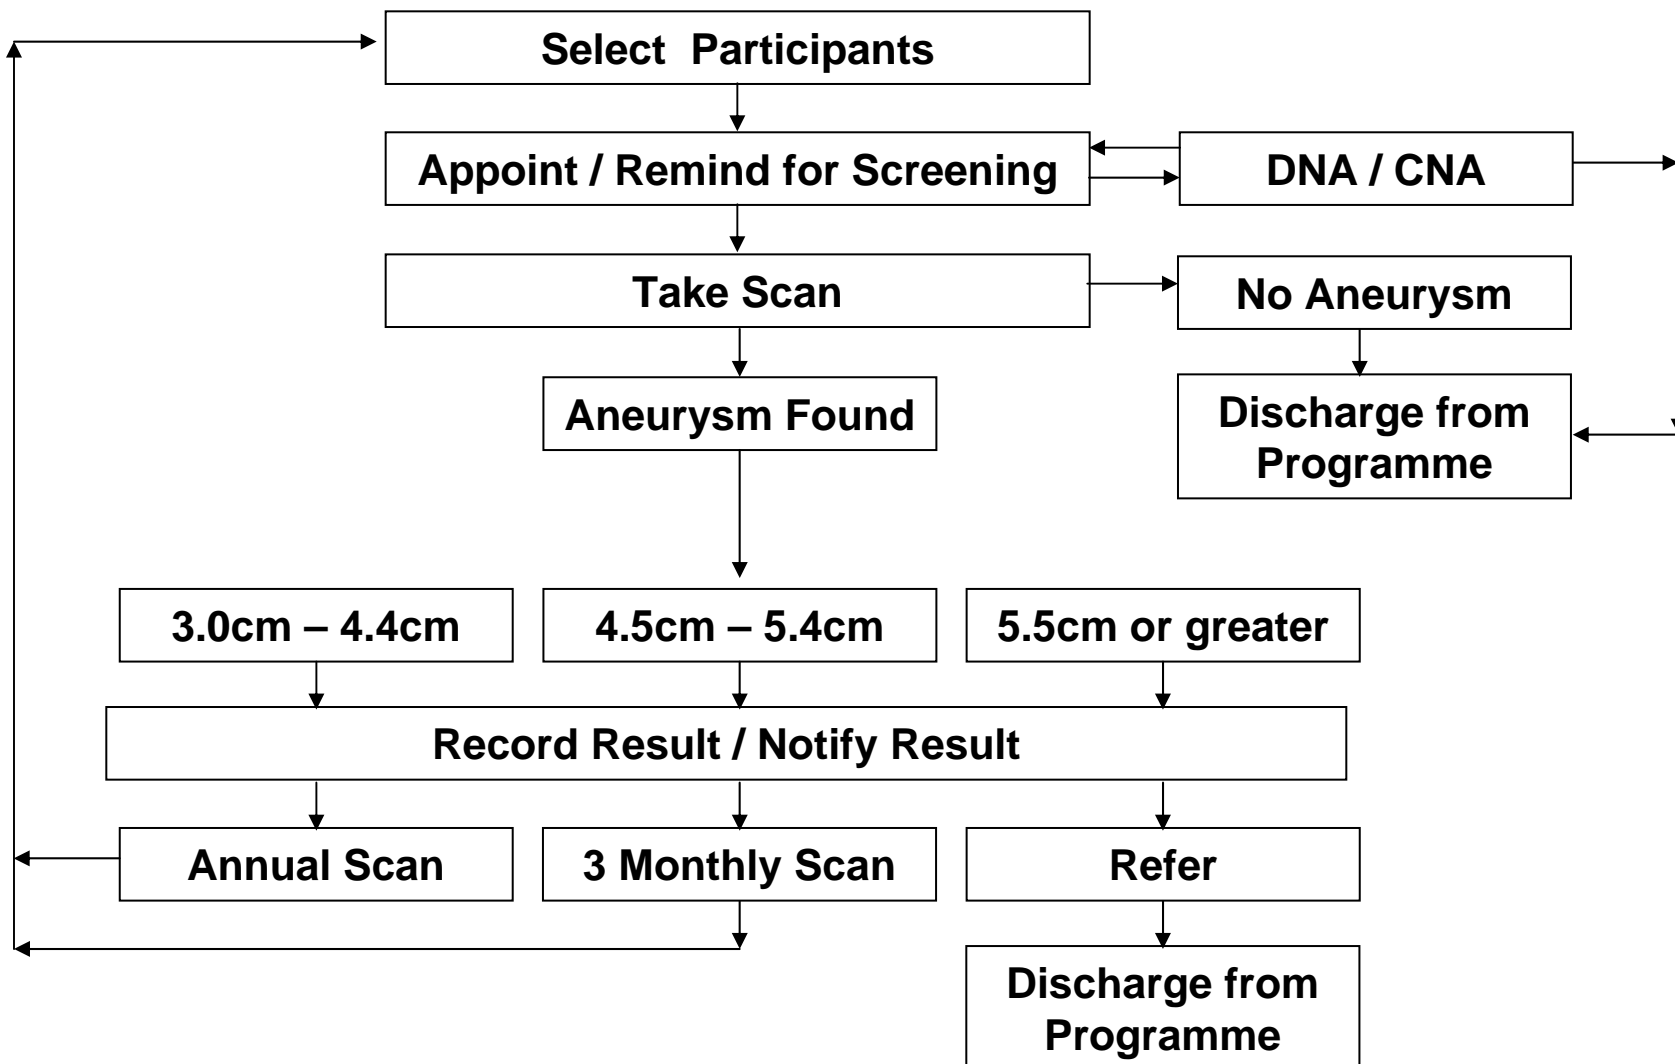 Select Participants
Appoint / Remind for Screening
DNA / CNA
Take Scan
No Aneurysm
Aneurysm Found
Discharge from
Programme
3.0cm – 4.4cm
4.5cm – 5.4cm
5.5cm or greater
Record Result / Notify Result
Annual Scan
3 Monthly Scan
Refer
Discharge from
Programme